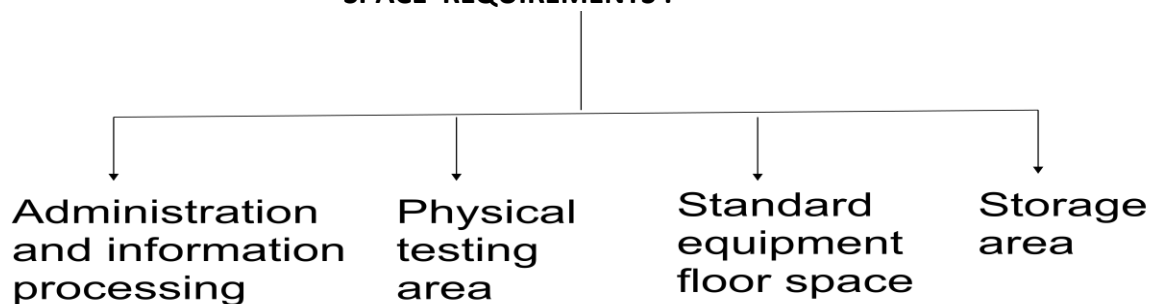 SPACE REQUIREMENTS :
Administration
and information
processing
Physical
testing
area
Standard
equipment
floor space
Storage
area